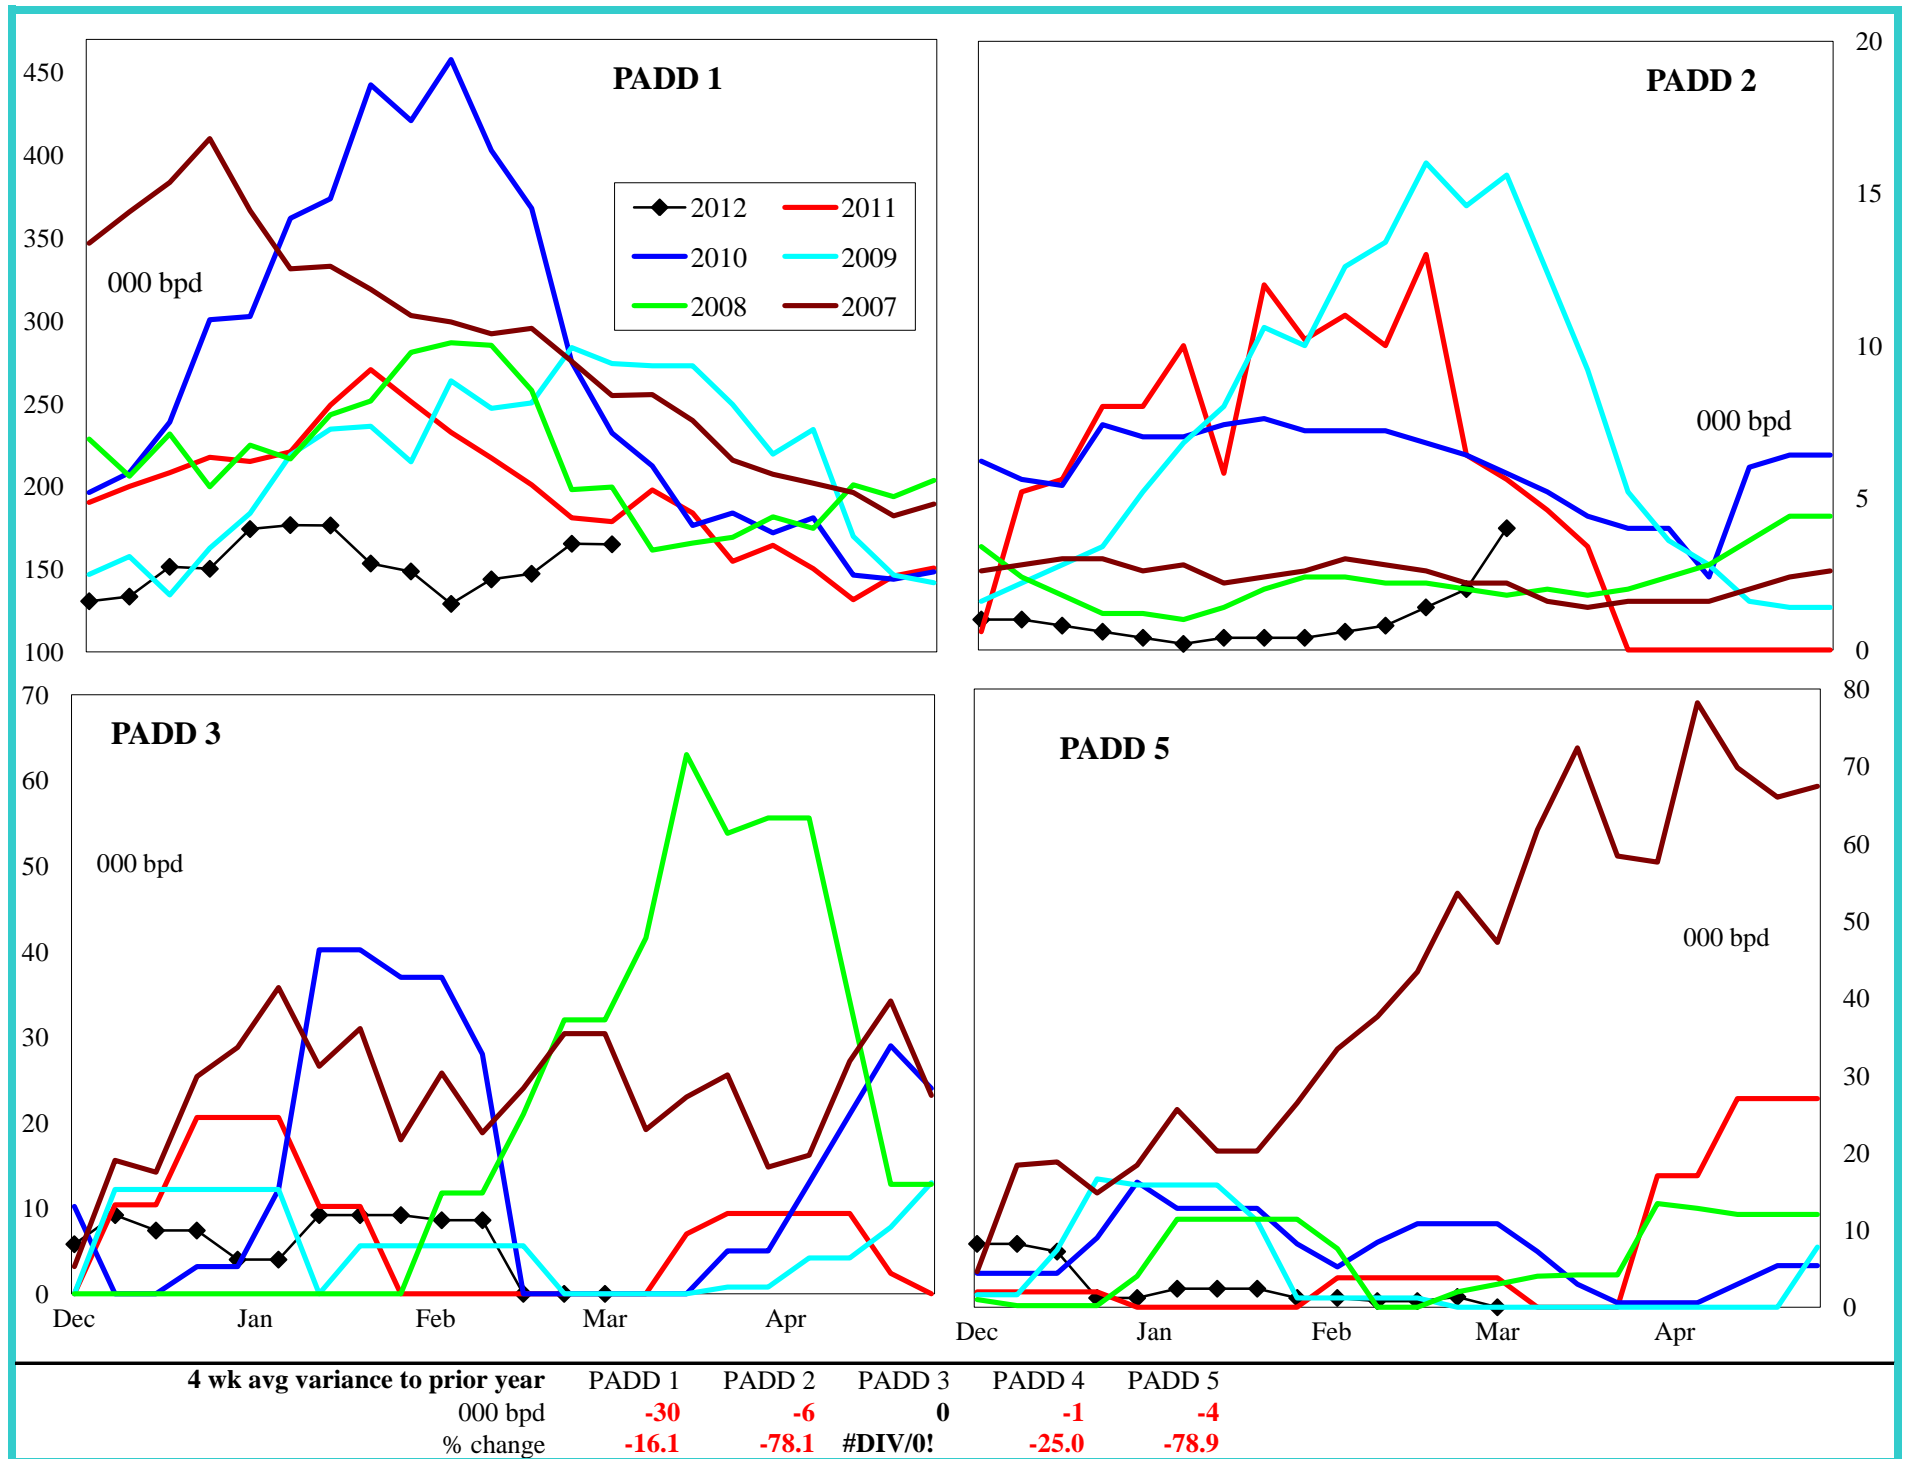 PADD 1
450
400
350
300
250
200
150
100
000 bpd
2012 2011
2010 2009
2008 2007
PADD 2
20
15
10
5
0
000 bpd
PADD 3
70
60
50
40
30
20
10
0
000 bpd
Dec Jan Feb Mar Apr
PADD 5
80
70
60
50
40
30
20
10
0
000 bpd
Dec Jan Feb Mar Apr
4 wk avg variance to prior year PADD 1 PADD 2 PADD 3 PADD 4 PADD 5
000 bpd -30 -6 0 -1 -4
% change -16.1 -78.1 #DIV/0! -25.0 -78.9